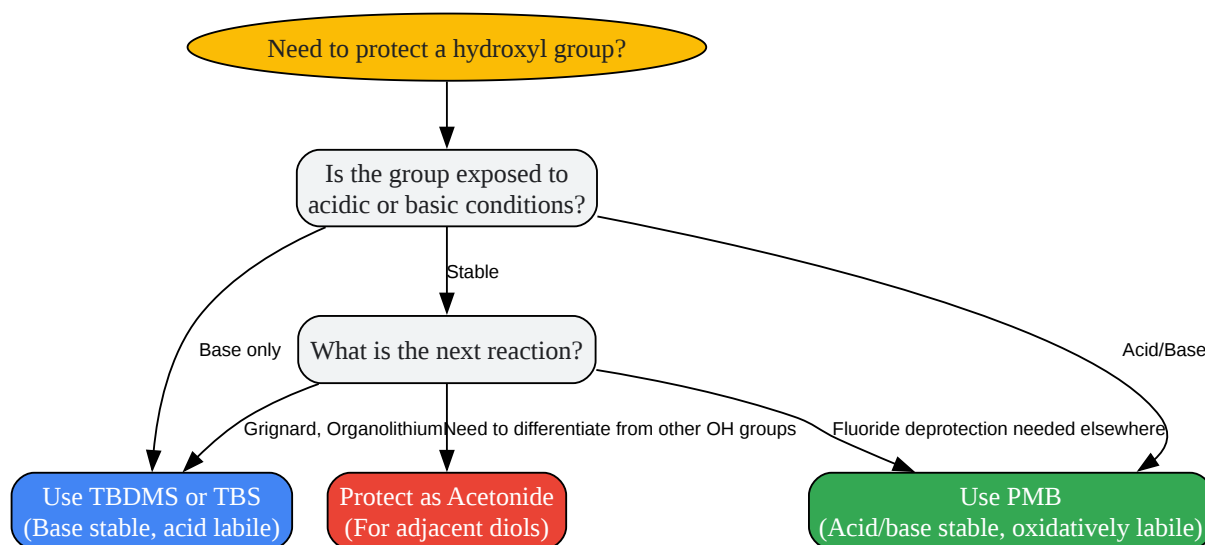 Need to protect a hydroxyl group?
Is the group exposed to
acidic or basic conditions?
Stable
Base only
What is the next reaction?
Acid/Base
Grignard, Organolithium
Need to differentiate from other OH groups
Fluoride deprotection needed elsewhere
Use TBDMS or TBS
(Base stable, acid labile)
Protect as Acetonide
(For adjacent diols)
Use PMB
(Acid/base stable, oxidatively labile)